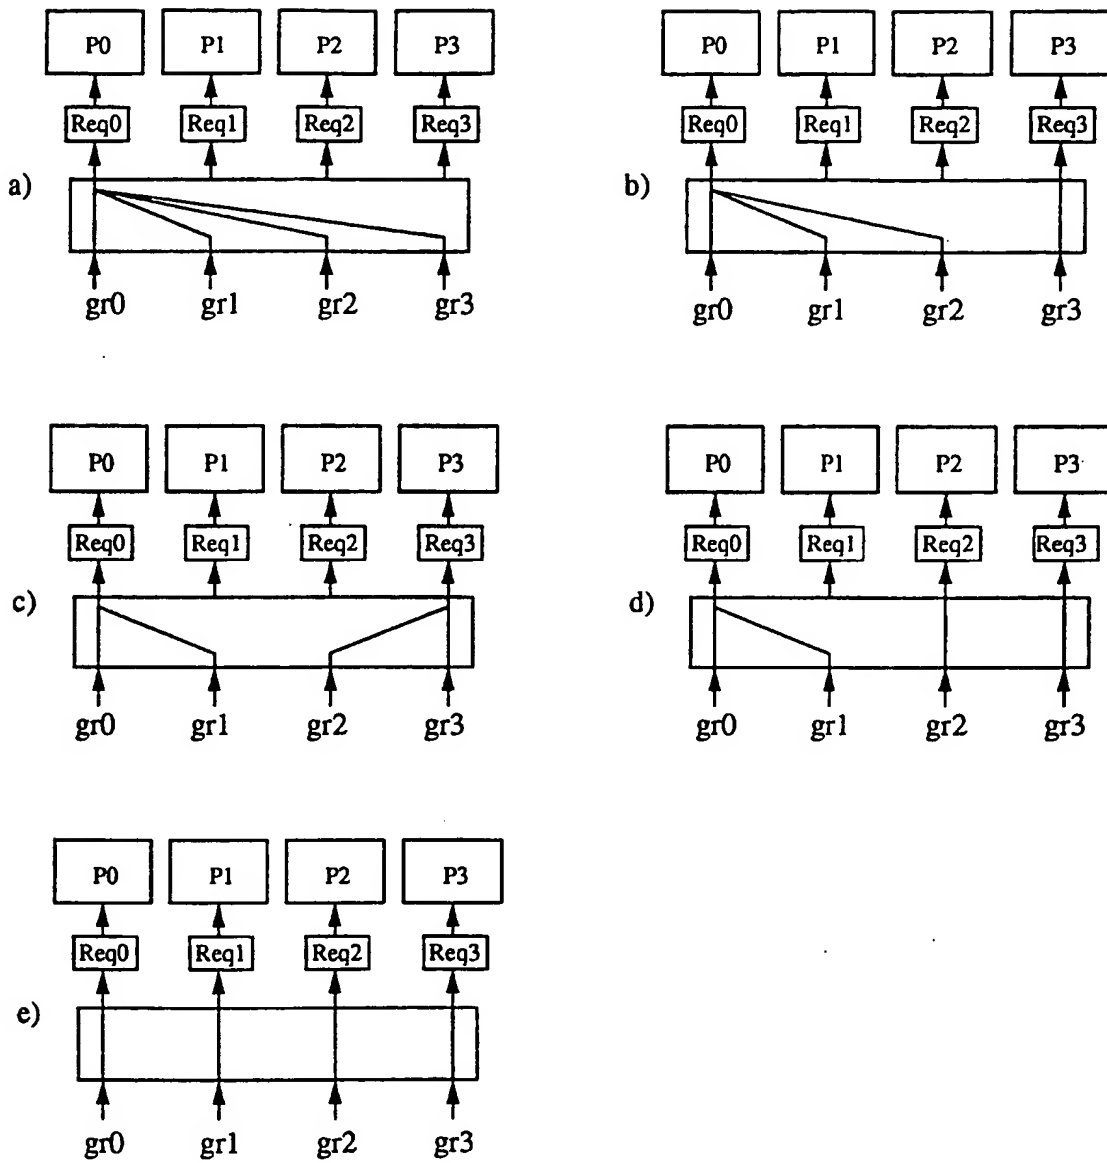 P0 P1 P2 P3
Req0 Req1 Req2 Req3
a)
gr0 gr1 gr2 gr3
P0 P1 P2 P3
Req0 Req1 Req2 Req3
b)
gr0 gr1 gr2 gr3
P0 P1 P2 P3
Req0 Req1 Req2 Req3
c)
gr0 gr1 gr2 gr3
P0 P1 P2 P3
Req0 Req1 Req2 Req3
d)
gr0 gr1 gr2 gr3
P0 P1 P2 P3
Req0 Req1 Req2 Req3
e)
gr0 gr1 gr2 gr3